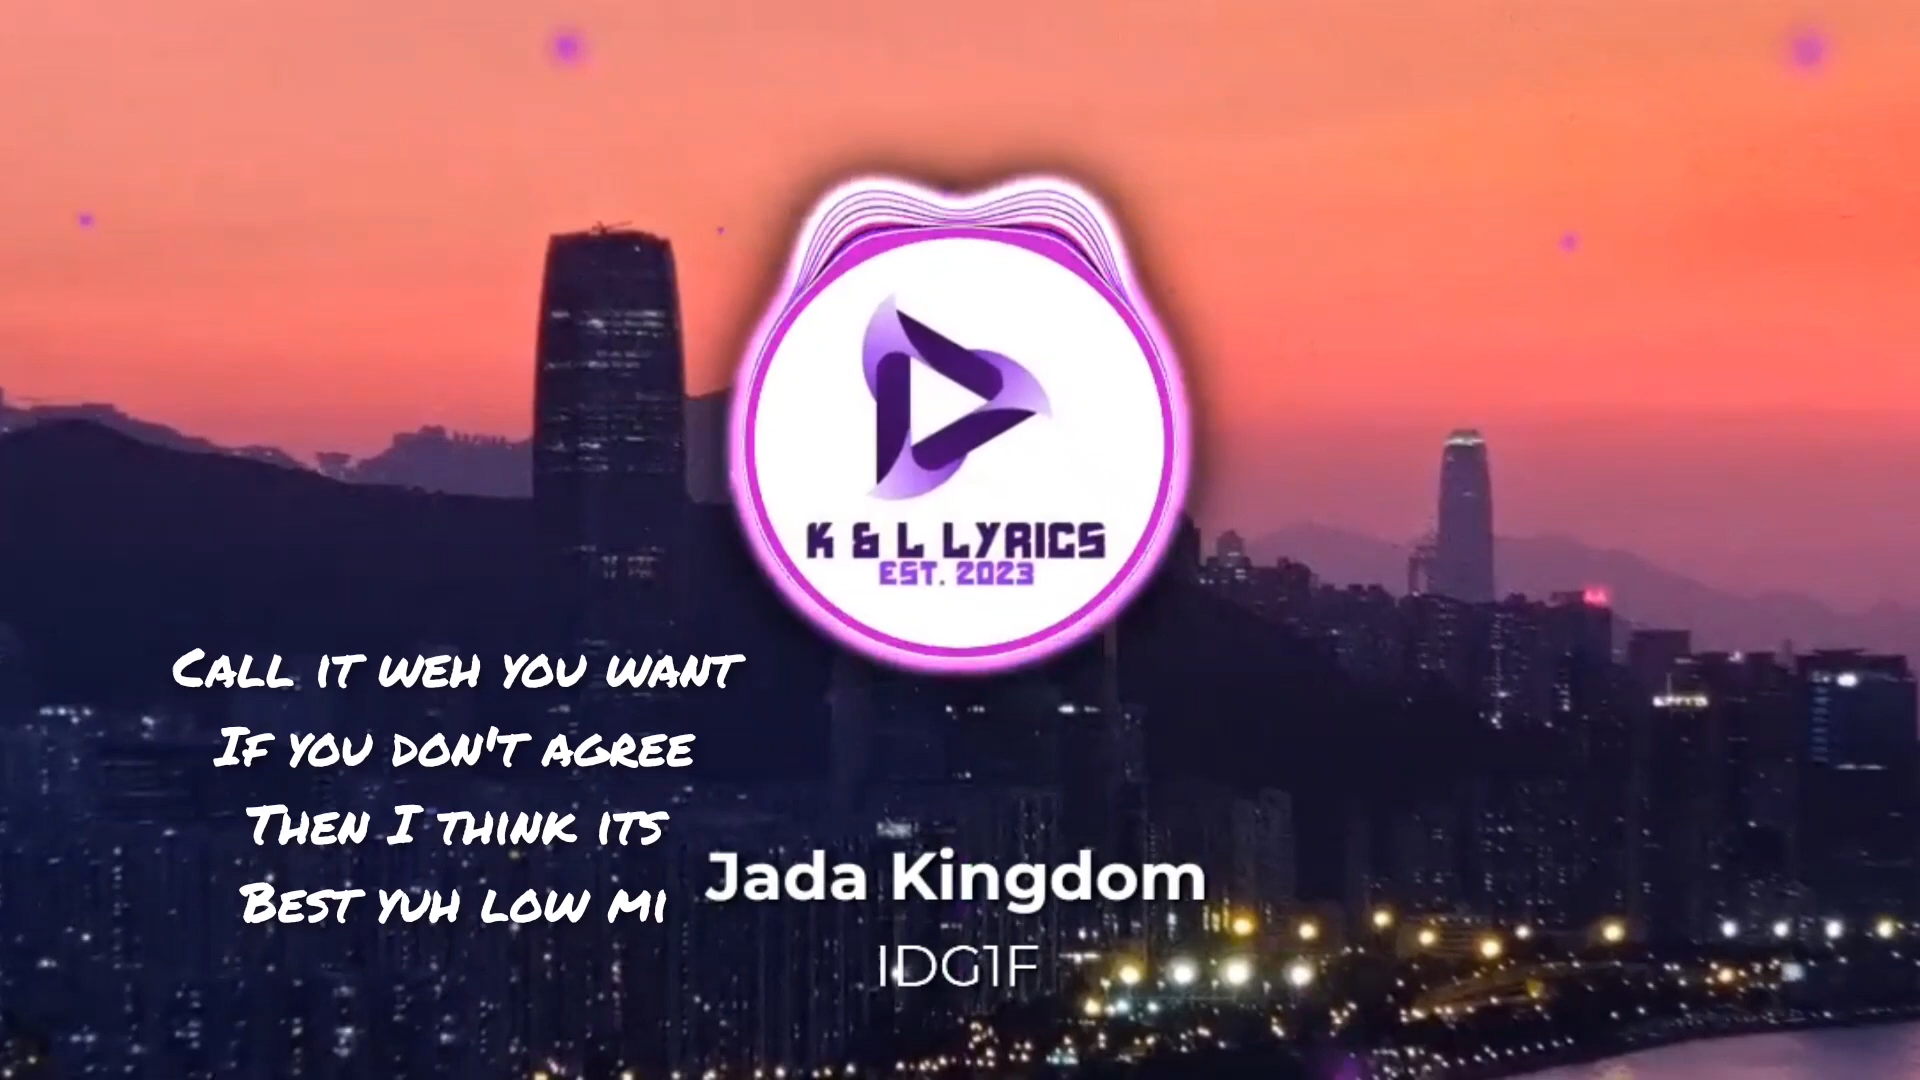 K & L LYRICS
EST. 2023
CALL IT WEH YOU WANT
IF YOU DON'T AGREE
THEN I THINK ITS
BEST YUH LOW MI
Jada Kingdom
IDG1F